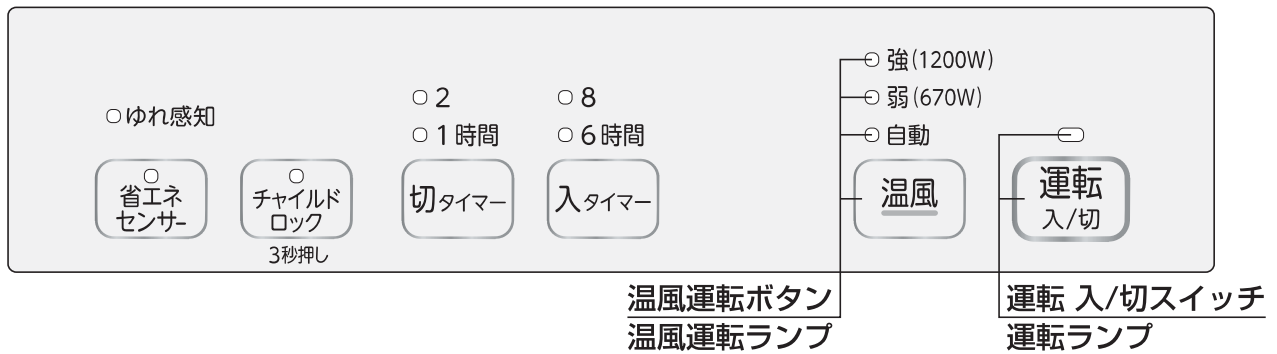 強(1200W)
弱(670W)
自動
ゆれ感知
2
1時間
8
6時間
省エネ
センサー
チャイルド
ロック
3秒押し
切タイマー
入タイマー
温風
運転
入/切
温風運転ボタン
温風運転ランプ
運転 入/切スイッチ
運転ランプ